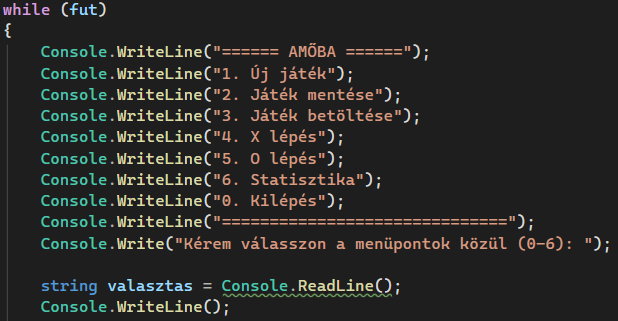 while (fut)
{
    Console.WriteLine("====== AMŐBA ======");
    Console.WriteLine("1. Új játék");
    Console.WriteLine("2. Játék mentése");
    Console.WriteLine("3. Játék betöltése");
    Console.WriteLine("4. X lépés");
    Console.WriteLine("5. O lépés");
    Console.WriteLine("6. Statisztika");
    Console.WriteLine("0. Kilépés");
    Console.WriteLine("==============================");
    Console.Write("Kérem válasszon a menüpontok közül (0-6): ");

    string valasztas = Console.ReadLine();
    Console.WriteLine();